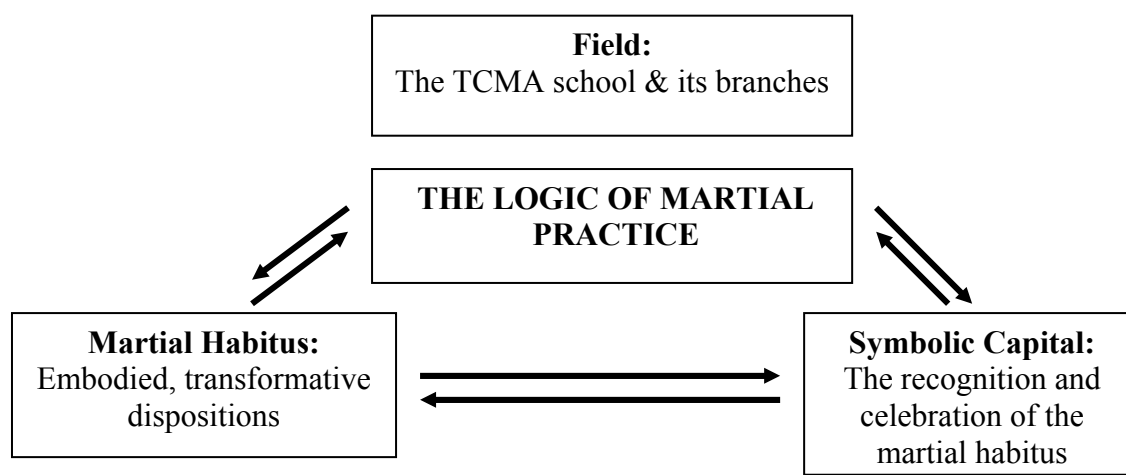 Field:
The TCMA school & its branches
THE LOGIC OF MARTIAL
PRACTICE
Martial Habitus:
Embodied, transformative
dispositions
Symbolic Capital:
The recognition and
celebration of the
martial habitus